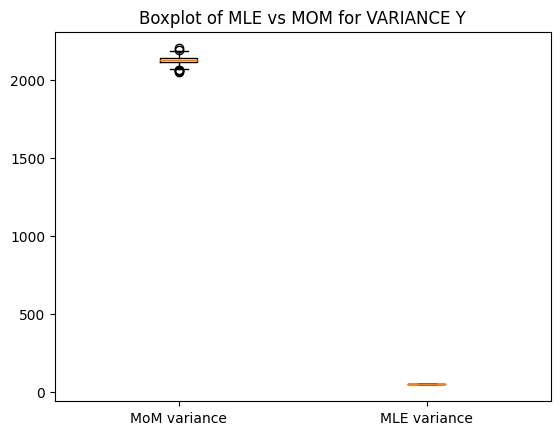 Boxplot of MLE vs MOM for VARIANCE Y
2000
1500
1000
500
0
MoM variance
MLE variance